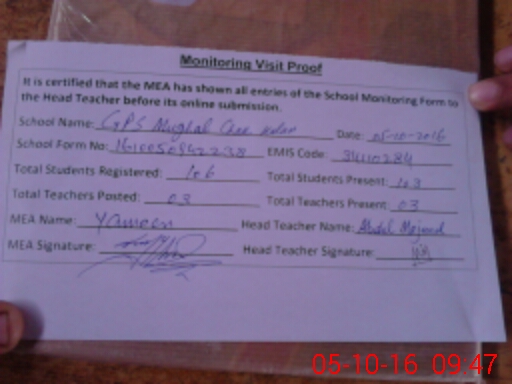 Monitoring Visit Proof
It is certified that the MEA has shown all entries of the School Monitoring Form to
the Head Teacher before its online submission.
School Name: GPS Mughal Date: 05-10-2016
School Form No: EMIS Code:
Total Students Registered: 106 Total Students Present: 103
Total Teachers Posted: 03 Total Teachers Present: 03
MEA Name: Yameen Head Teacher Name: Abdul Majeed
MEA Signature: Head Teacher Signature:
05-10-16 09:47